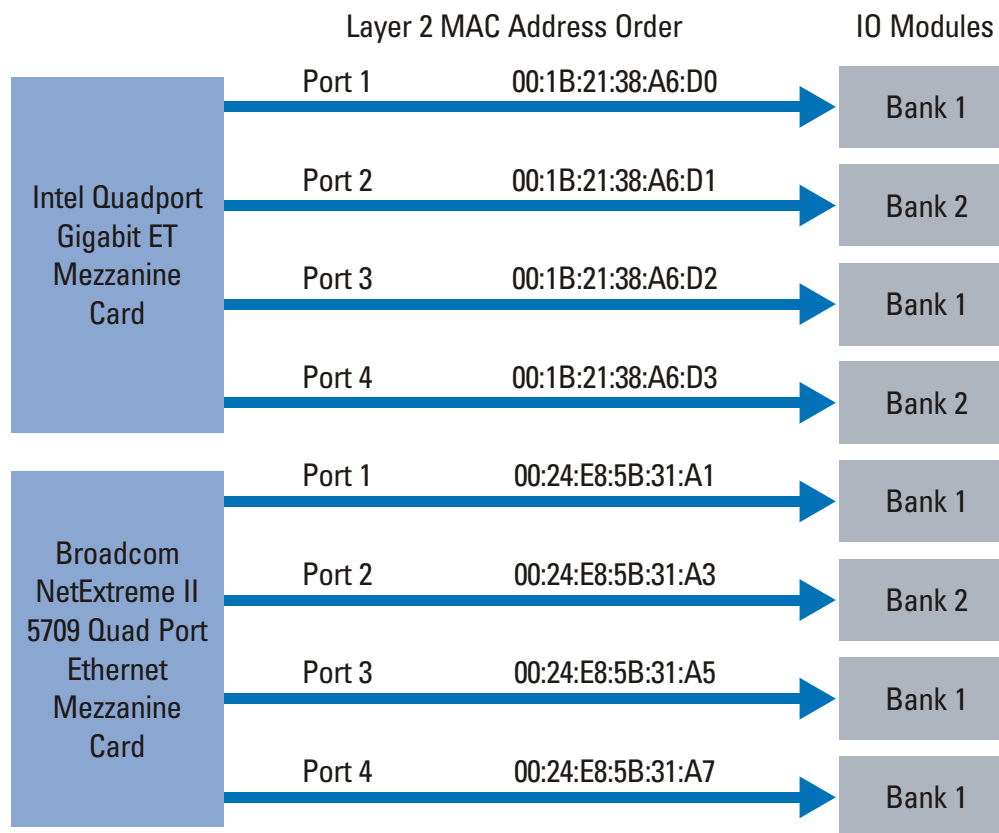 Layer 2 MAC Address Order
IO Modules
Intel Quadport
Gigabit ET
Mezzanine
Card
Port 1 00:1B:21:38:A6:D0 Bank 1
Port 2 00:1B:21:38:A6:D1 Bank 2
Port 3 00:1B:21:38:A6:D2 Bank 1
Port 4 00:1B:21:38:A6:D3 Bank 2
Broadcom
NetExtreme II
5709 Quad Port
Ethernet
Mezzanine
Card
Port 1 00:24:E8:5B:31:A1 Bank 1
Port 2 00:24:E8:5B:31:A3 Bank 2
Port 3 00:24:E8:5B:31:A5 Bank 1
Port 4 00:24:E8:5B:31:A7 Bank 1